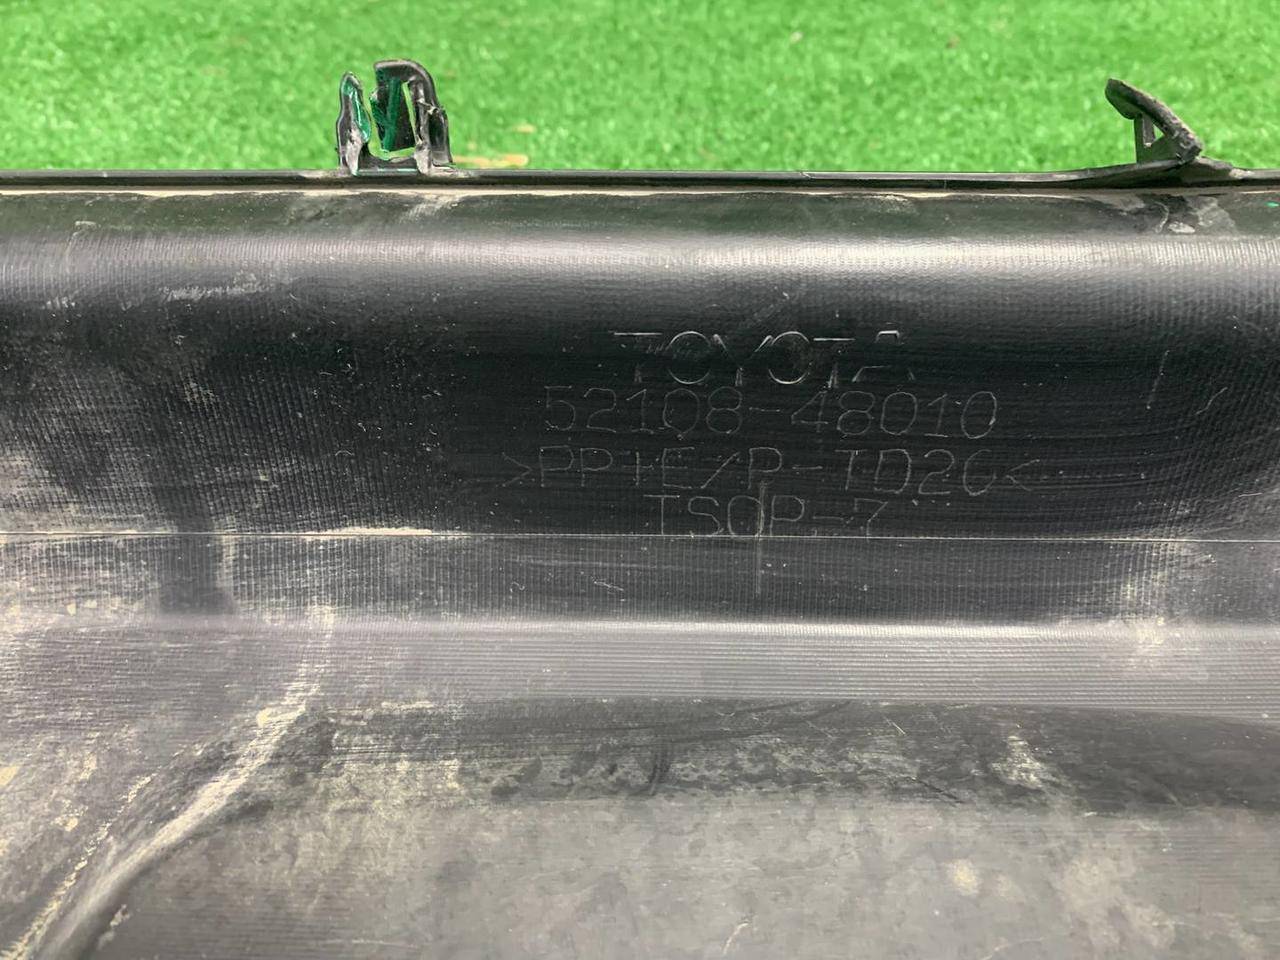 TOYOTA
52108-48010
>PP+E/P-TD20<
TSOP-7